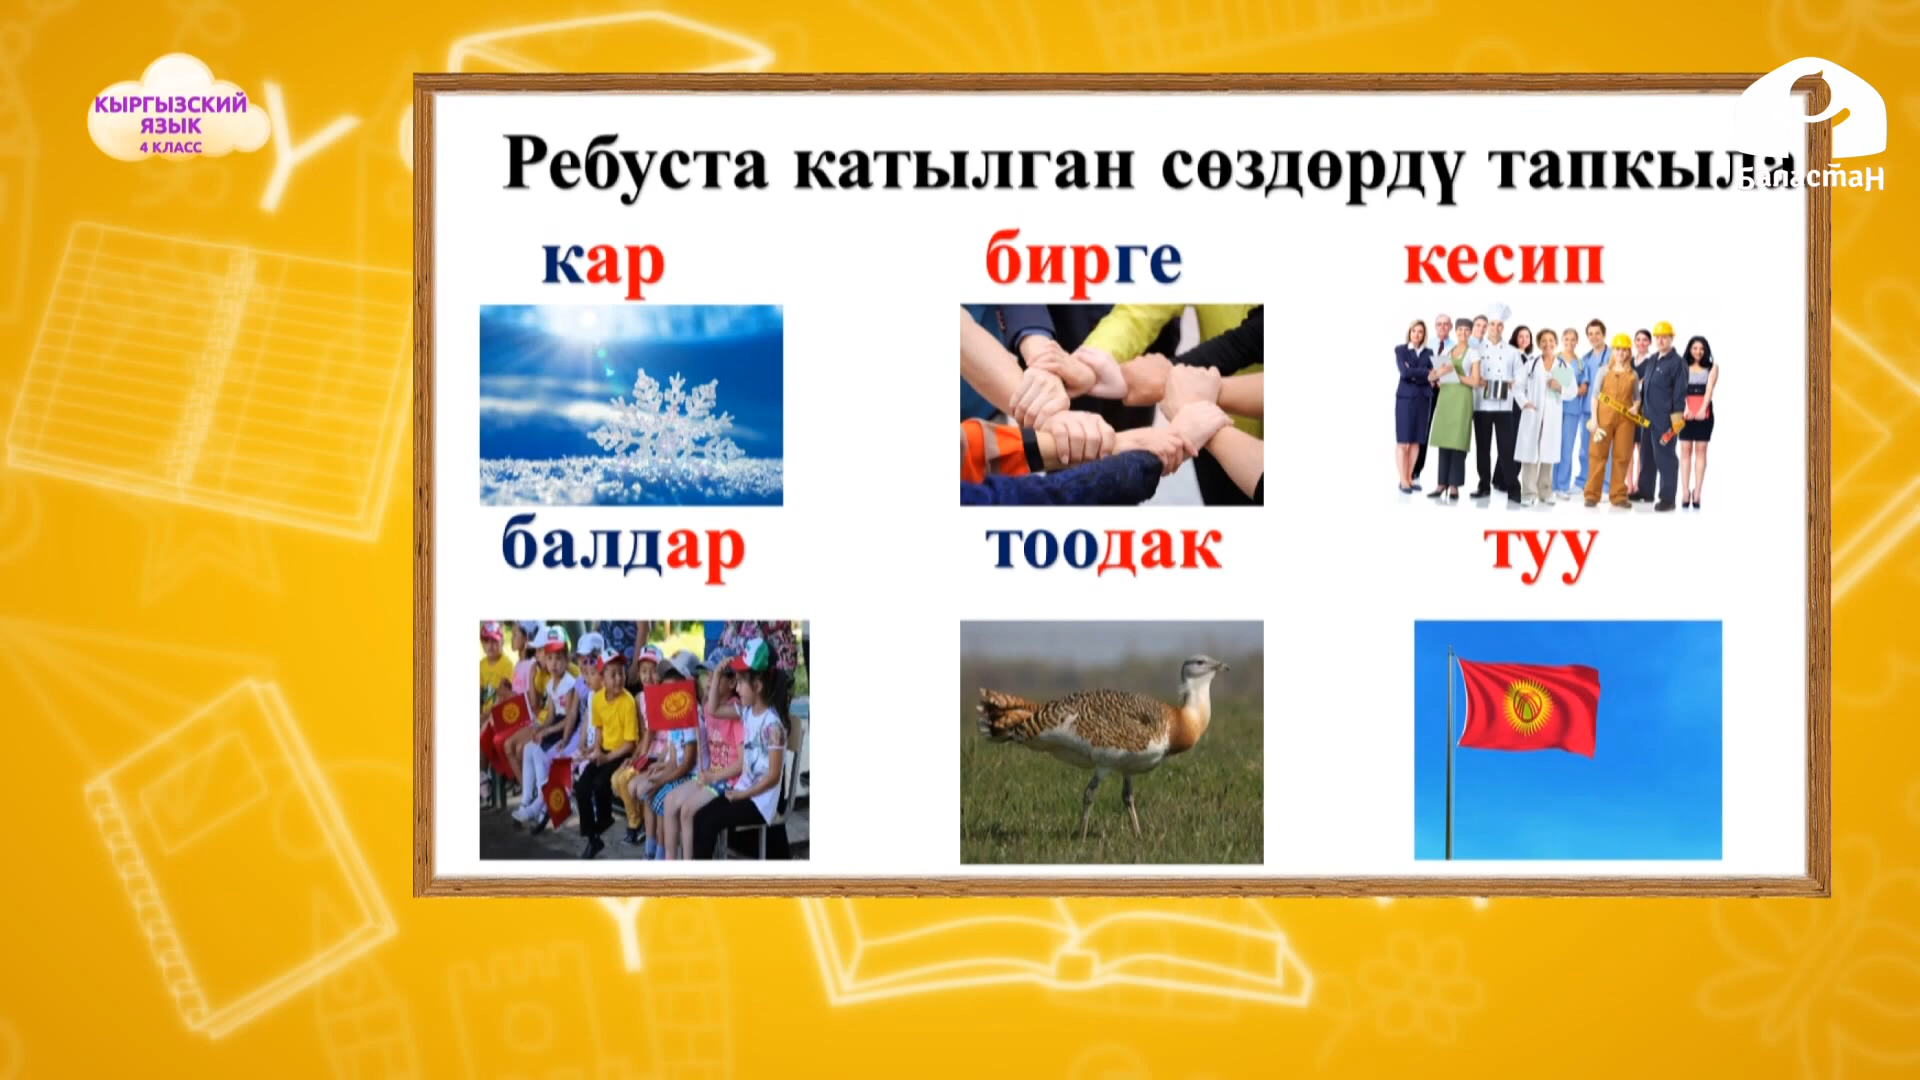 КЫРГЫЗСКИЙ
ЯЗЫК
4 КЛАСС
Баластан
Ребуста катылган сөздөрдү тапкыла
кар бирге кесип
балдар тоодак туу